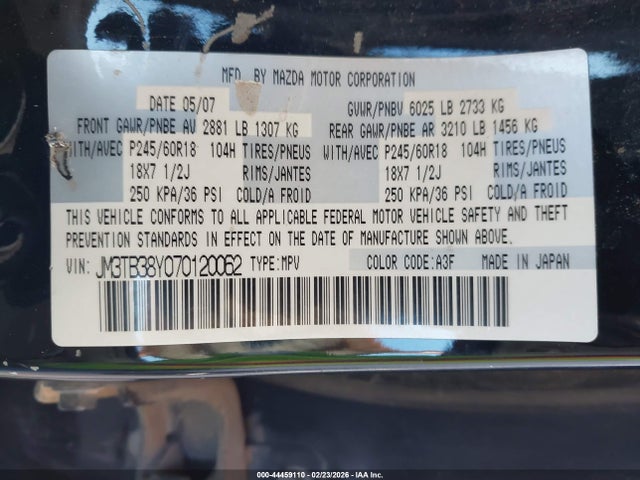 MFD. BY MAZDA MOTOR CORPORATION
DATE 05/07 GVWR/PNBV 6025 LB 2733 KG
FRONT GAWR/PNBE AV 2881 LB 1307 KG REAR GAWR/PNBE AR 3210 LB 1456 KG
WITH/AVEC P245/60R18 104H TIRES/PNEUS WITH/AVEC P245/60R18 104H TIRES/PNEUS
18X7 1/2J RIMS/JANTES 18X7 1/2J RIMS/JANTES
250 KPA/36 PSI COLD/A FROID 250 KPA/36 PSI COLD/A FROID
THIS VEHICLE CONFORMS TO ALL APPLICABLE FEDERAL MOTOR VEHICLE SAFETY AND THEFT
PREVENTION STANDARDS IN EFFECT ON THE DATE OF MANUFACTURE SHOWN ABOVE.
VIN: JM3TB38Y070120062 TYPE: MPV COLOR CODE: A3F MADE IN JAPAN
000-44459110 - 02/23/2026 - IAA Inc.